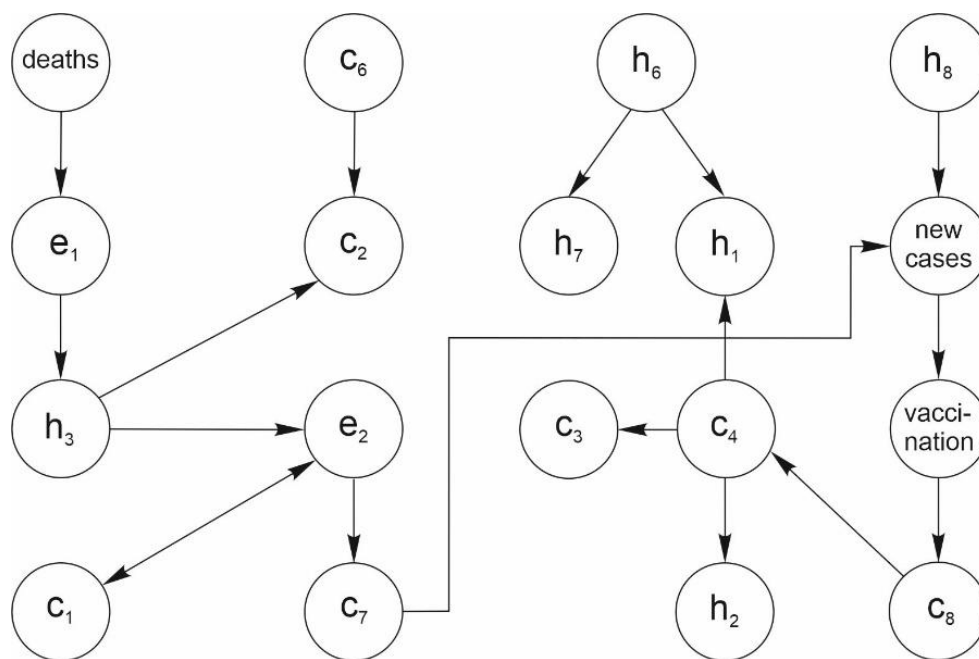 deaths
c₆
h₆
h₈
e₁
c₂
h₇
h₁
new
cases
h₃
e₂
c₃
c₄
vacci-
nation
c₁
c₇
h₂
c₈